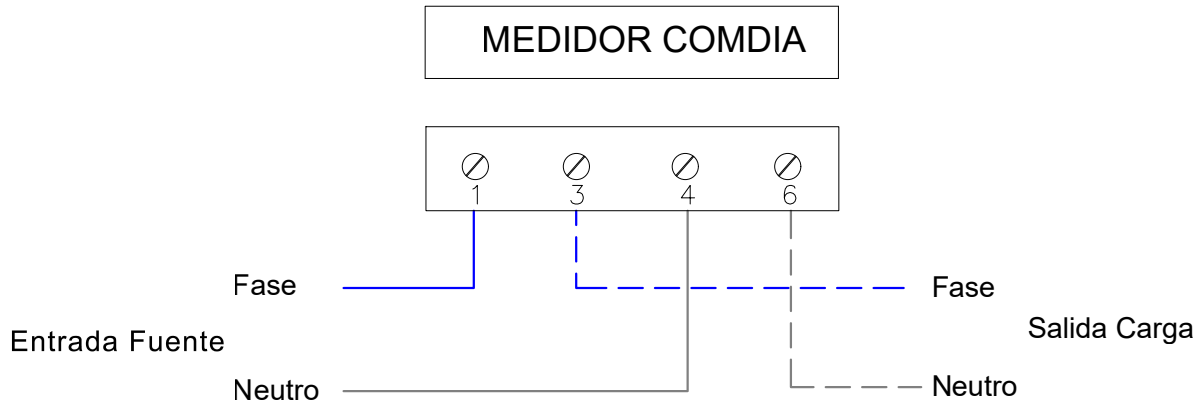 MEDIDOR COMDIA
1 3 4 6
Fase
Fase
Entrada Fuente
Salida Carga
Neutro
Neutro